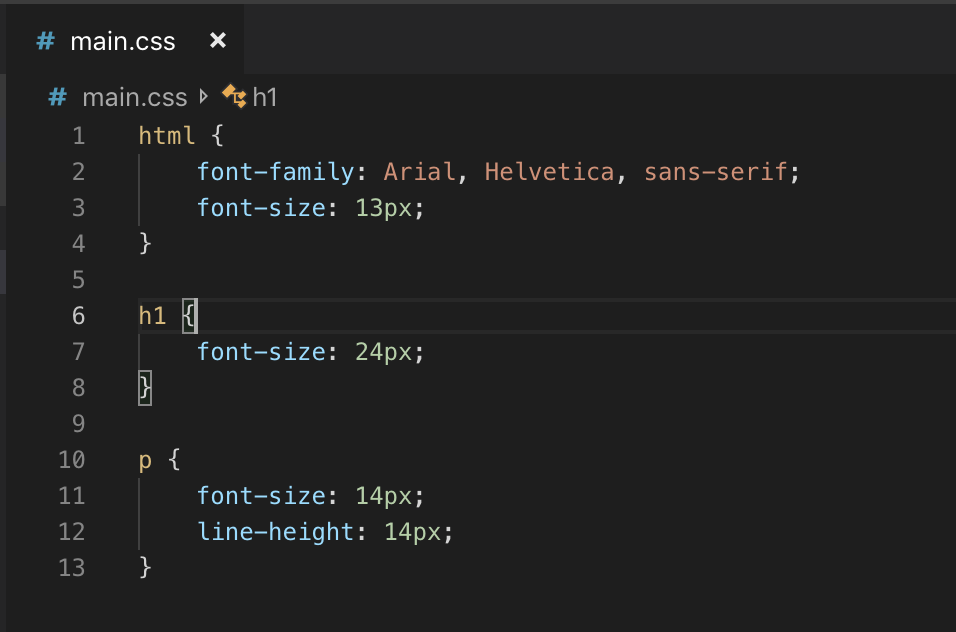 # main.css ×
# main.css h1
1 html {
2     font-family: Arial, Helvetica, sans-serif;
3     font-size: 13px;
4 }
5
6 h1 {
7     font-size: 24px;
8 }
9
10 p {
11     font-size: 14px;
12     line-height: 14px;
13 }